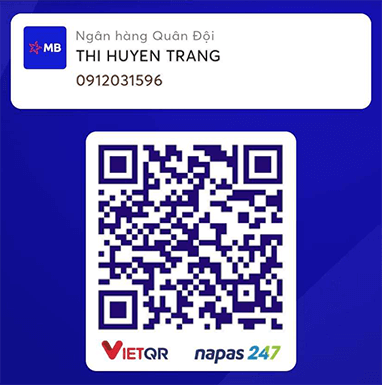 MB
Ngân hàng Quân Đội
THI HUYEN TRANG
0912031596
VIETQR
napas 247